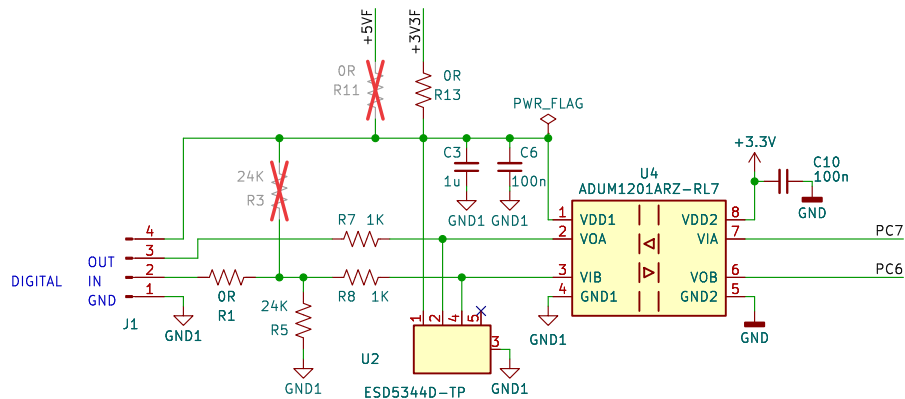 +5VF
+3V3F
0R
R11
0R
R13
PWR_FLAG
+3.3V
24K
R3
C3
1u
C6
100n
GND1
GND1
U4
ADUM1201ARZ-RL7
C10
100n
GND
1
VDD1
VDD2
8
2
VOA
VIA
7
PC7
3
VIB
VOB
6
PC6
4
GND1
GND2
5
GND1
GND
4
3
OUT
DIGITAL
2
IN
1
GND
J1
GND1
0R
R1
R7
1K
R8
1K
24K
R5
GND1
1
2
4
5
3
U2
ESD5344D-TP
GND1